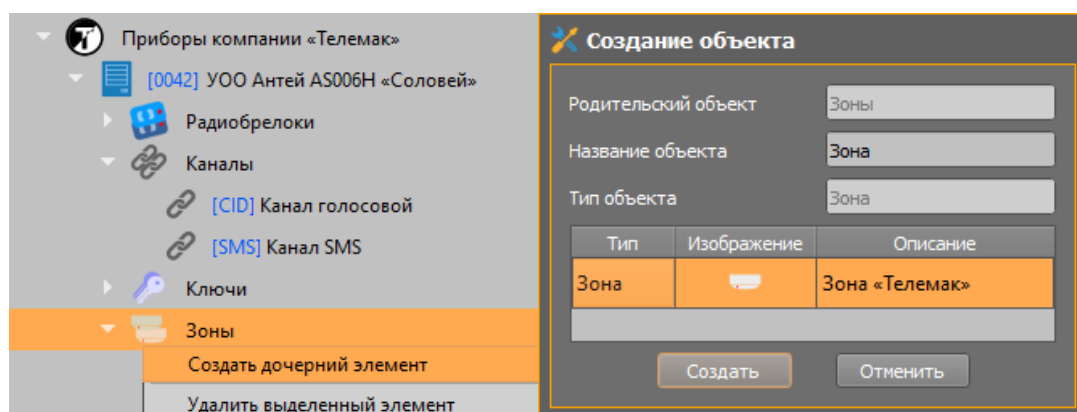 Приборы компании «Телемак»
[0042] УОО Антей AS006H «Соловей»
Радиобрелоки
Каналы
[CID] Канал голосовой
[SMS] Канал SMS
Ключи
Зоны
Создать дочерний элемент
Удалить выделенный элемент
Создание объекта
Родительский объект Зоны
Название объекта Зона
Тип объекта Зона
Тип Изображение Описание
Зона Зона «Телемак»
Создать Отменить